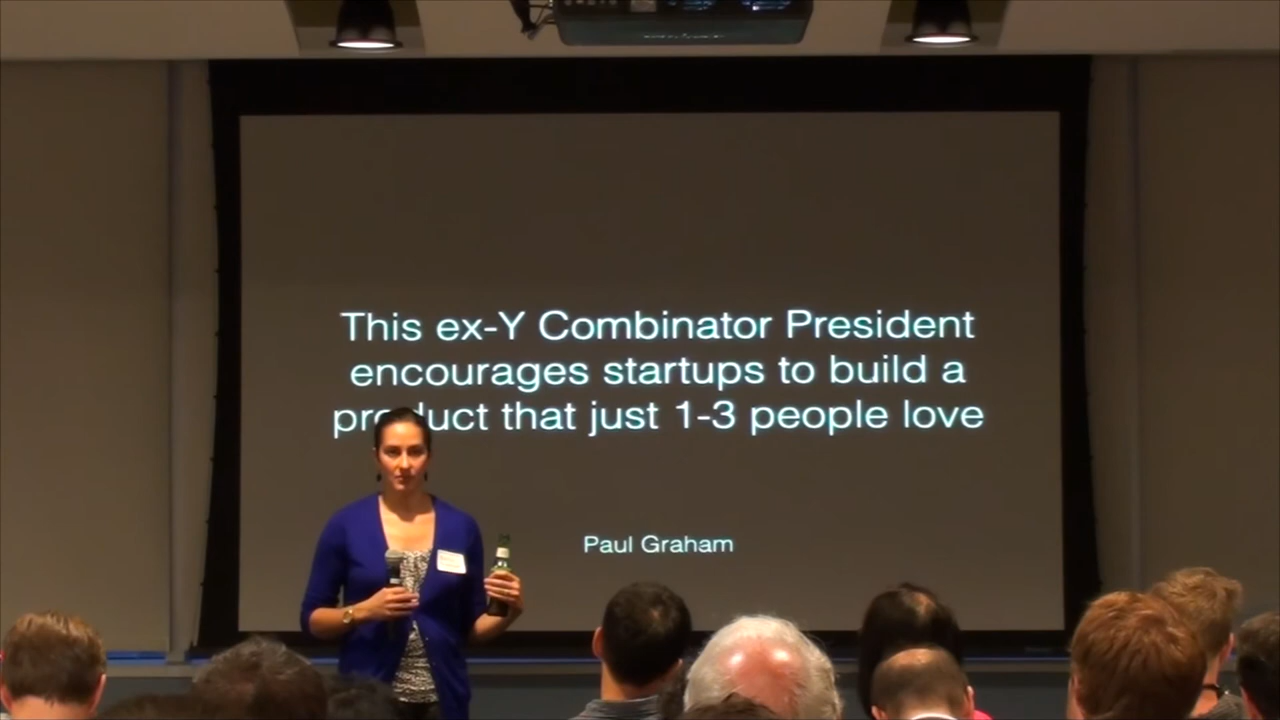 This ex-Y Combinator President
encourages startups to build a
product that just 1-3 people love
Paul Graham